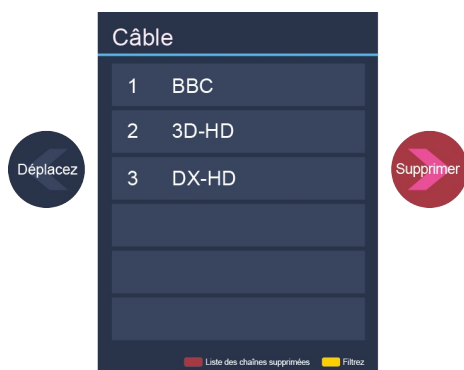 Câble
1 BBC
2 3D-HD
Déplacez
Supprimer
3 DX-HD
Liste des chaînes supprimées Filtrez